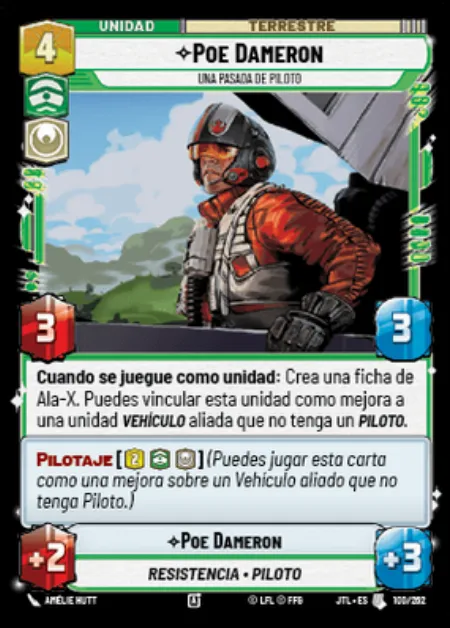 UNIDAD
TERRESTRE
4
POE DAMERON
UNA PASADA DE PILOTO
3
3
Cuando se juegue como unidad: Crea una ficha de
Ala-X. Puedes vincular esta unidad como mejora a
una unidad VEHÍCULO aliada que no tenga un PILOTO.
PILOTAJE [2] (Puedes jugar esta carta
como una mejora sobre un Vehículo aliado que no
tenga Piloto.)
+2
POE DAMERON
+3
RESISTENCIA • PILOTO
AMÉLIE HUTT
A
© LFL © FFG
JTL • ES
100/262